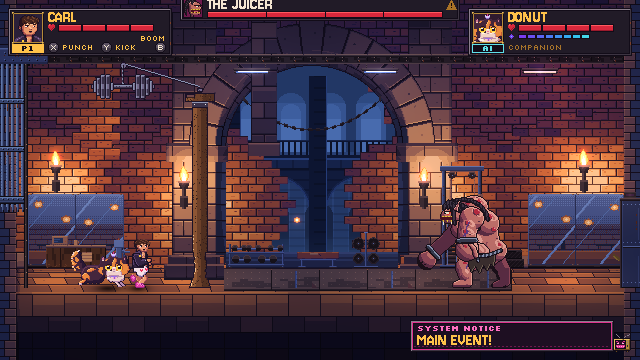 THE JUICER
CARL
BOOM
P1
X PUNCH Y KICK B
DONUT
AI
COMPANION
SYSTEM NOTICE
MAIN EVENT!